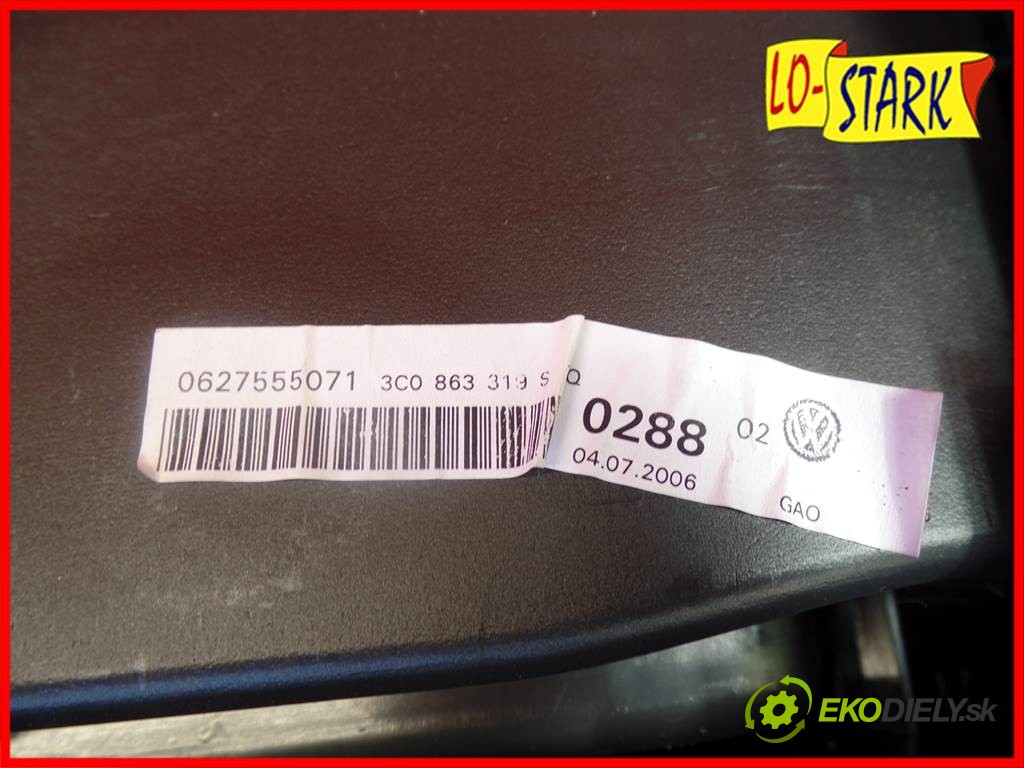 LO-STARK
0627555071 3C0 863 319 S Q
0288 02
04.07.2006
GAO
EKODIELY.sk